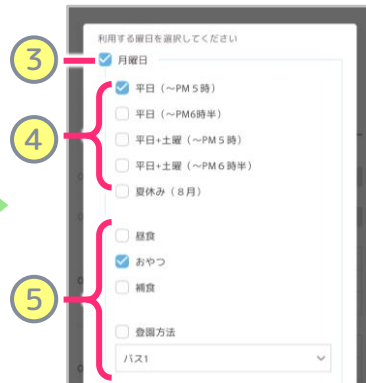 利用する曜日を選択してください
3
月曜日
平日（～PM５時）
4
平日（～PM6時半）
平日+土曜（～PM５時）
平日+土曜（～PM６時半）
夏休み（８月）
昼食
おやつ
5
補食
登園方法
バス1